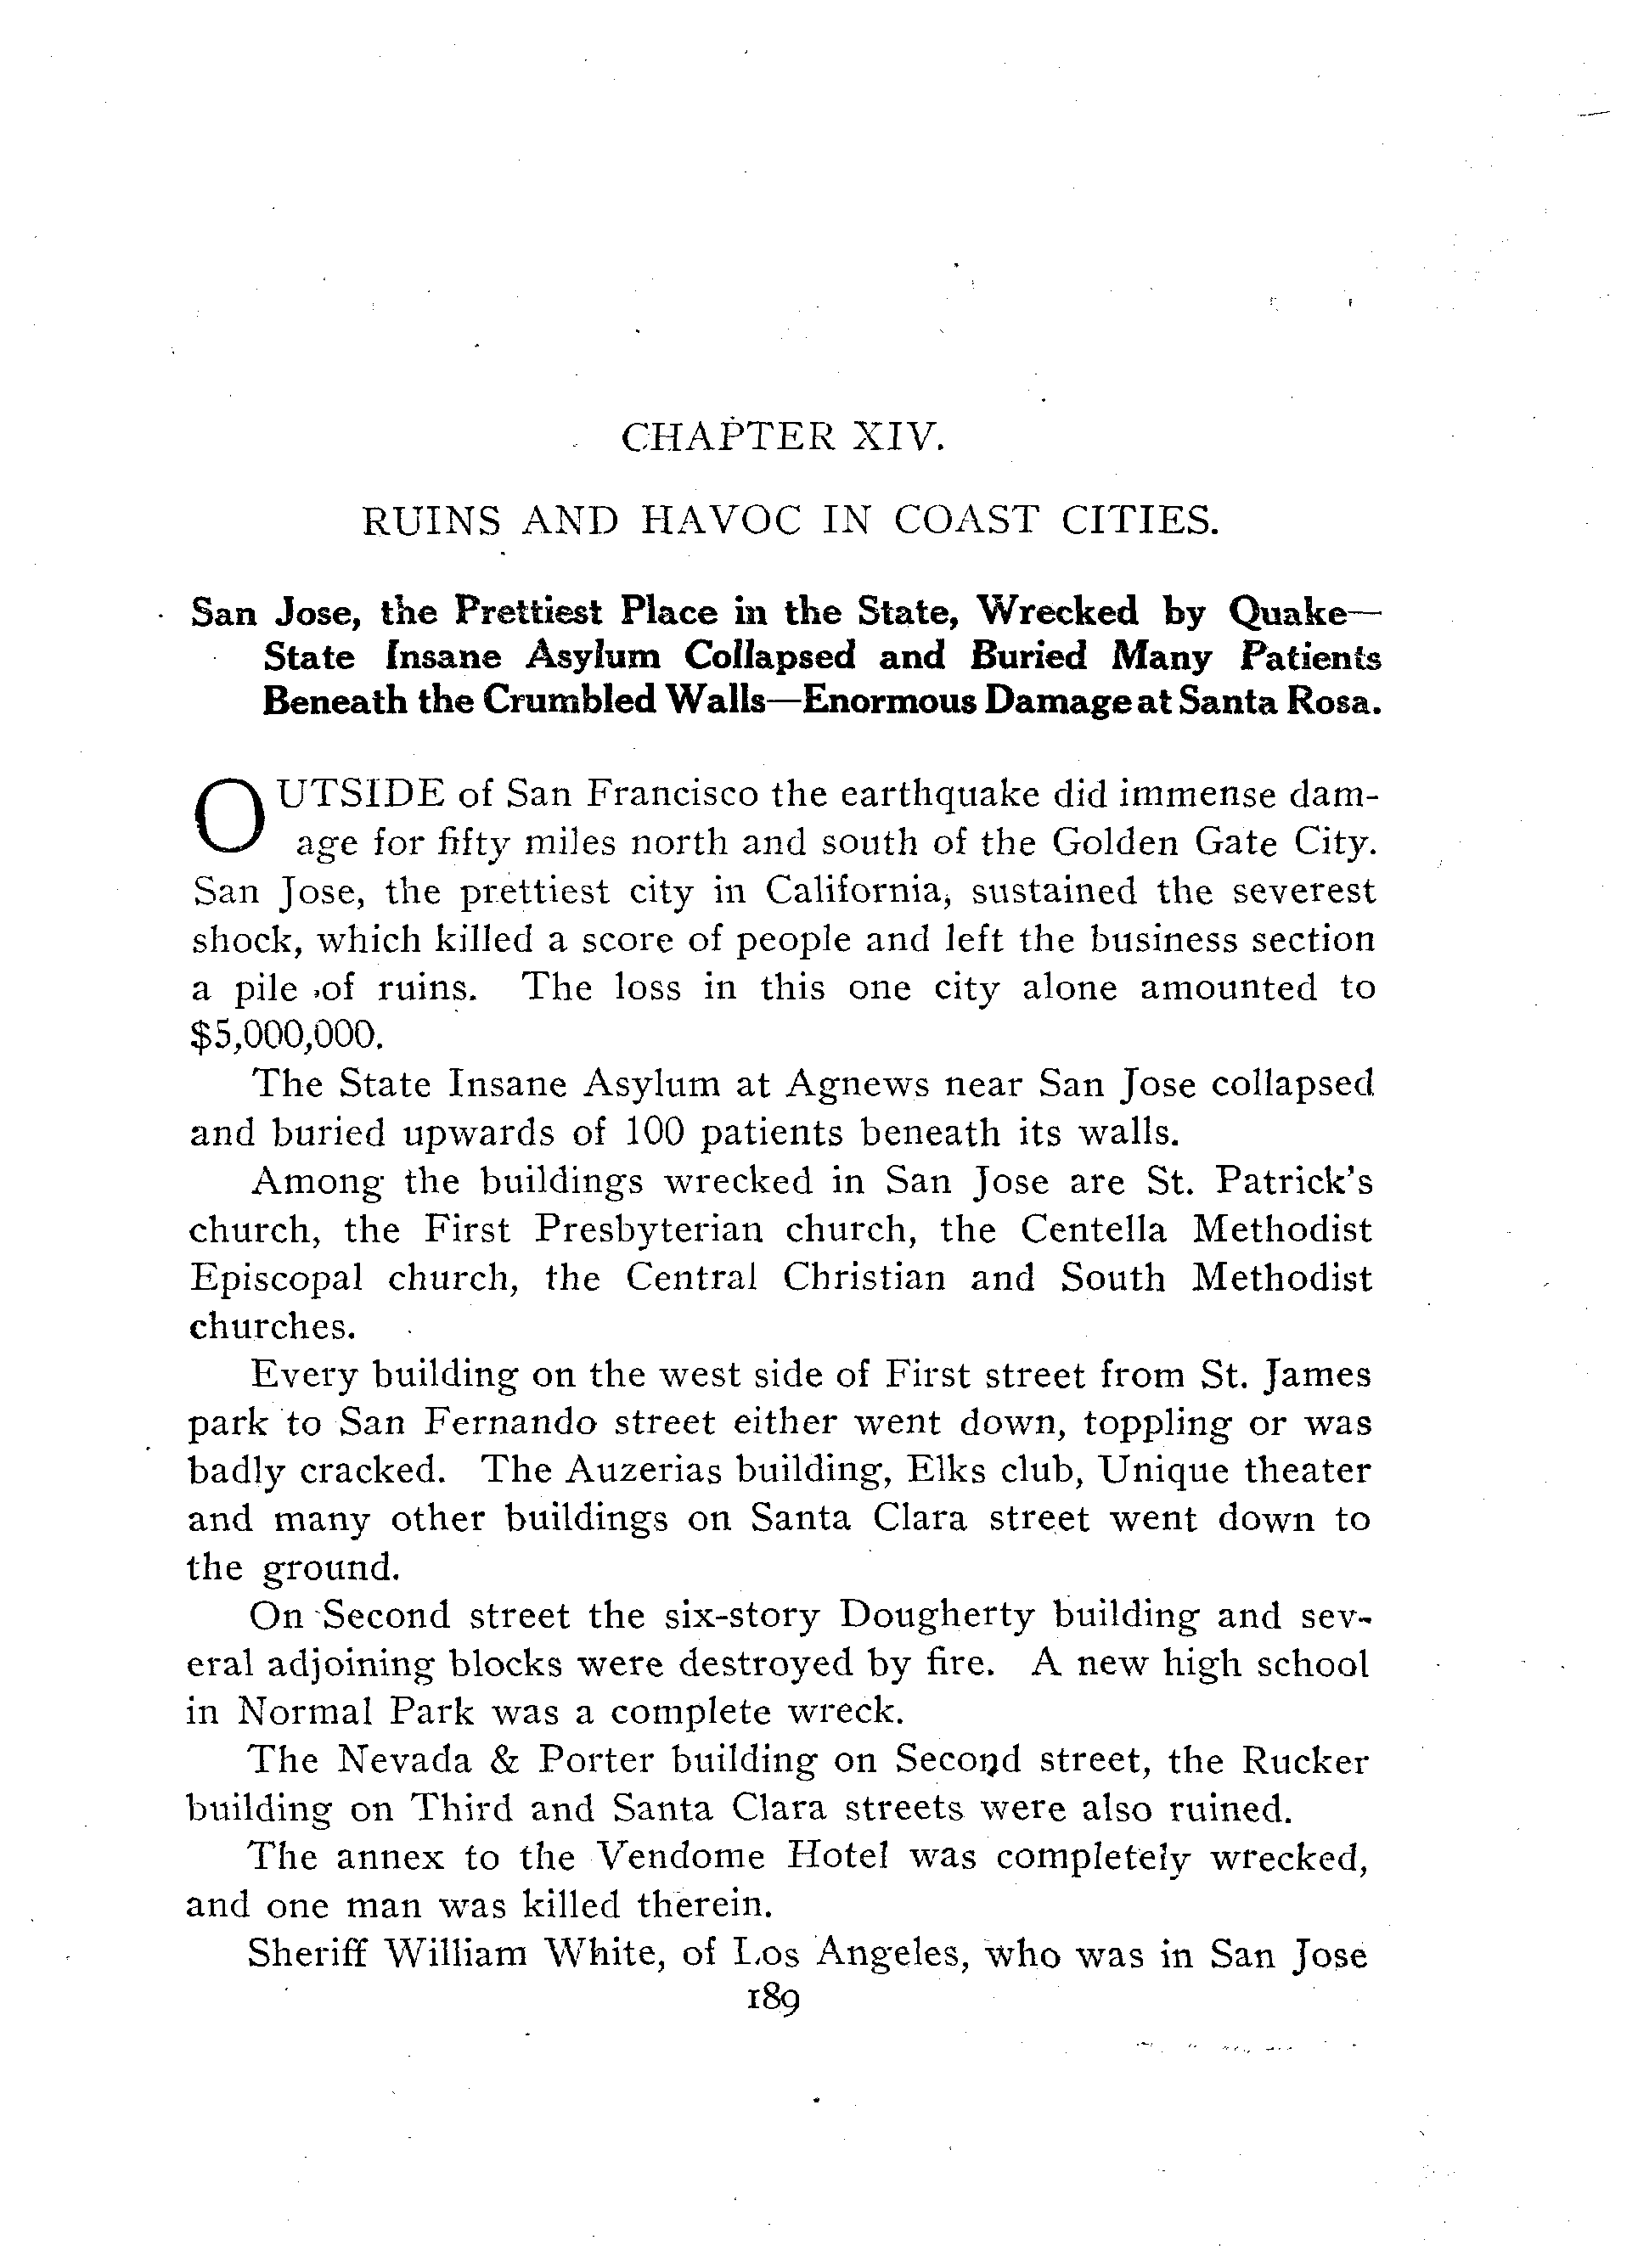 CHAPTER XIV.
RUINS AND HAVOC IN COAST CITIES.
San Jose, the Prettiest Place in the State, Wrecked by Quake—
State Insane Asylum Collapsed and Buried Many Patients
Beneath the Crumbled Walls—Enormous Damage at Santa Rosa.
OUTSIDE of San Francisco the earthquake did immense dam-
age for fifty miles north and south of the Golden Gate City.
San Jose, the prettiest city in California, sustained the severest
shock, which killed a score of people and left the business section
a pile of ruins. The loss in this one city alone amounted to
$5,000,000.
The State Insane Asylum at Agnews near San Jose collapsed
and buried upwards of 100 patients beneath its walls.
Among the buildings wrecked in San Jose are St. Patrick's
church, the First Presbyterian church, the Centella Methodist
Episcopal church, the Central Christian and South Methodist
churches.
Every building on the west side of First street from St. James
park to San Fernando street either went down, toppling or was
badly cracked. The Auzerias building, Elks club, Unique theater
and many other buildings on Santa Clara street went down to
the ground.
On Second street the six-story Dougherty building and sev-
eral adjoining blocks were destroyed by fire. A new high school
in Normal Park was a complete wreck.
The Nevada & Porter building on Second street, the Rucker
building on Third and Santa Clara streets were also ruined.
The annex to the Vendome Hotel was completely wrecked,
and one man was killed therein.
Sheriff William White, of Los Angeles, who was in San Jose
189